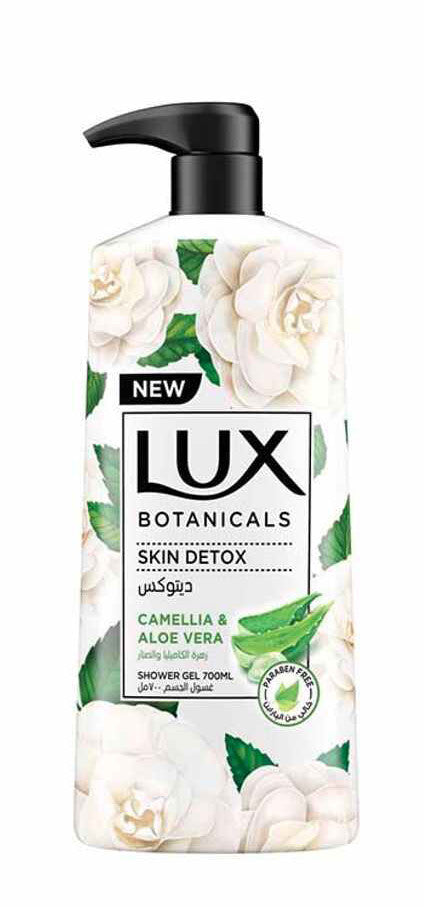 NEW
LUX
BOTANICALS
SKIN DETOX
ديتوكس
CAMELLIA &
ALOE VERA
زهرة الكاميليا والصبار
SHOWER GEL 700ML
غسول الجسم ٧٠٠مل
PARABEN FREE
خالي من البارابن